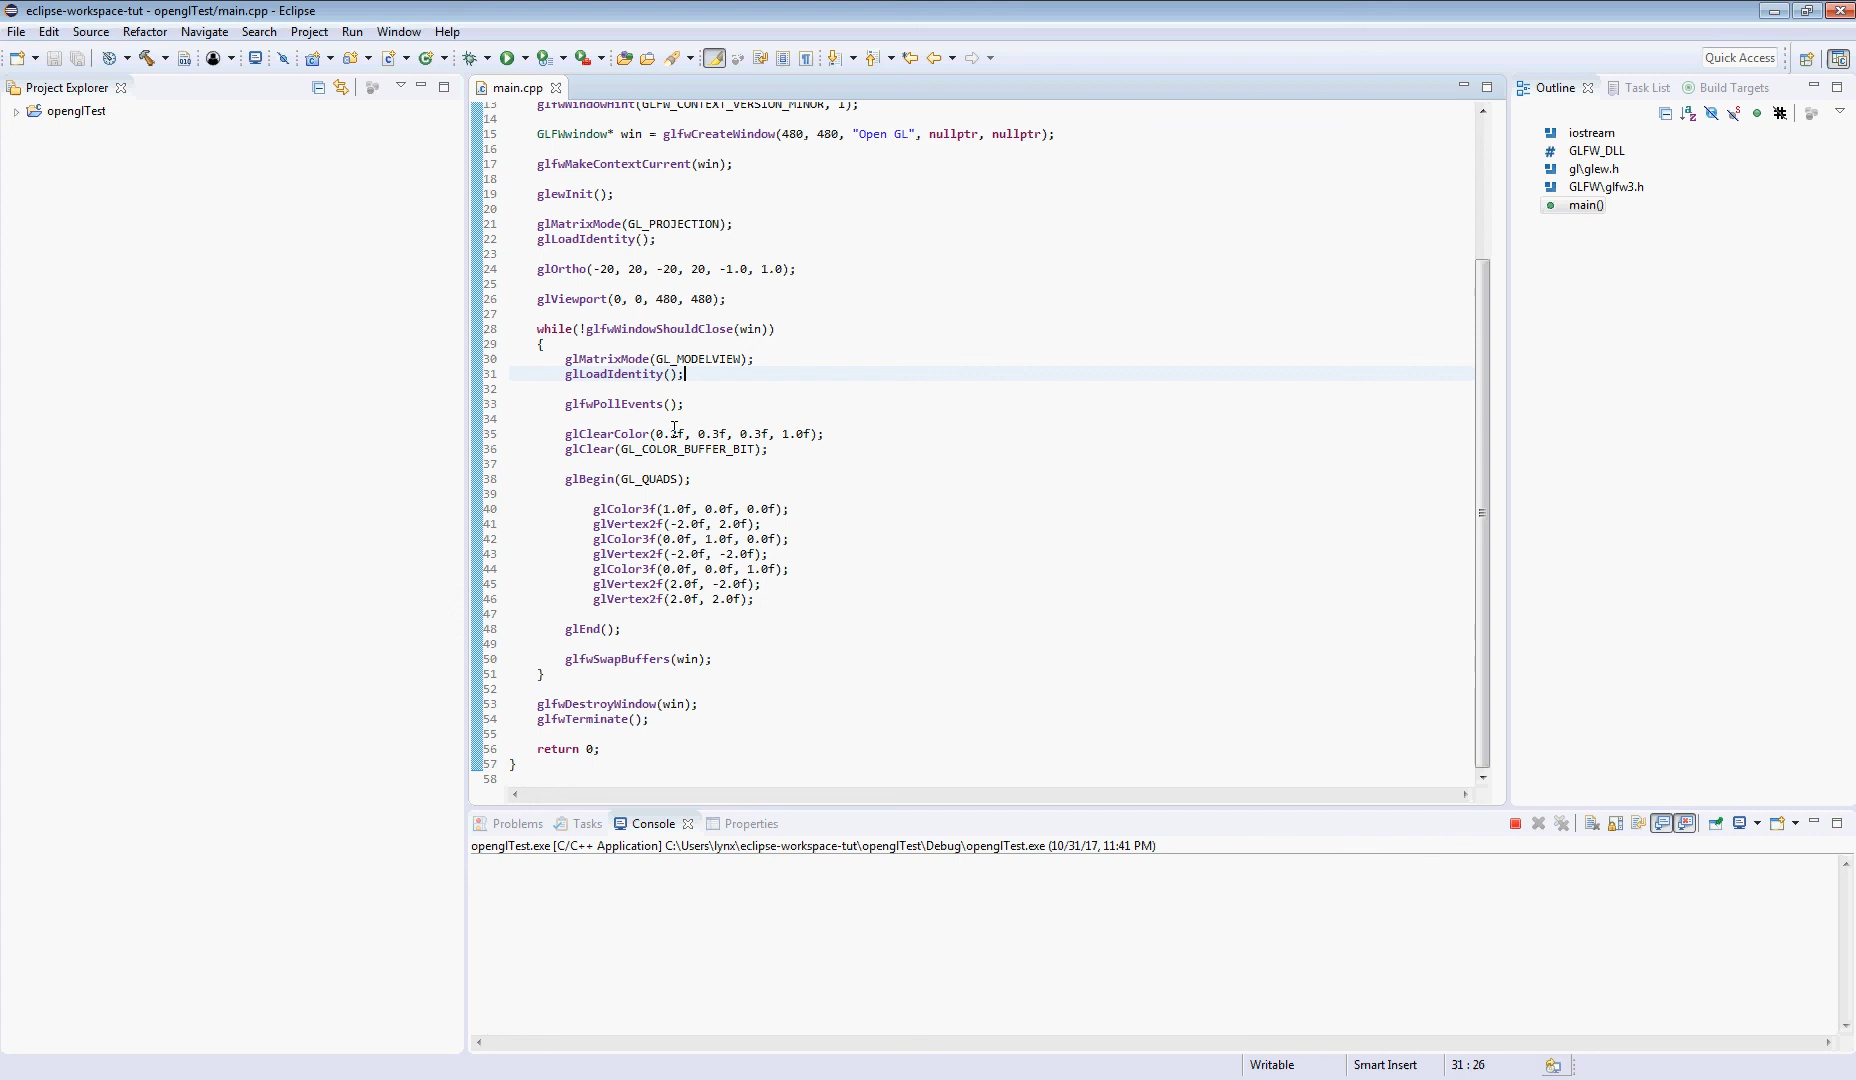 eclipse-workspace-tut - openglTest/main.cpp - Eclipse
File Edit Source Refactor Navigate Search Project Run Window Help
Quick Access
Project Explorer
openglTest
main.cpp
13 glfwWindowHint(GLFW_CONTEXT_VERSION_MINOR, 1);
14
15 GLFWwindow* win = glfwCreateWindow(480, 480, "Open GL", nullptr, nullptr);
16
17 glfwMakeContextCurrent(win);
18
19 glewInit();
20
21 glMatrixMode(GL_PROJECTION);
22 glLoadIdentity();
23
24 glOrtho(-20, 20, -20, 20, -1.0, 1.0);
25
26 glViewport(0, 0, 480, 480);
27
28 while(!glfwWindowShouldClose(win))
29 {
30 glMatrixMode(GL_MODELVIEW);
31 glLoadIdentity();
32
33 glfwPollEvents();
34
35 glClearColor(0.3f, 0.3f, 0.3f, 1.0f);
36 glClear(GL_COLOR_BUFFER_BIT);
37
38 glBegin(GL_QUADS);
39
40 glColor3f(1.0f, 0.0f, 0.0f);
41 glVertex2f(-2.0f, 2.0f);
42 glColor3f(0.0f, 1.0f, 0.0f);
43 glVertex2f(-2.0f, -2.0f);
44 glColor3f(0.0f, 0.0f, 1.0f);
45 glVertex2f(2.0f, -2.0f);
46 glVertex2f(2.0f, 2.0f);
47
48 glEnd();
49
50 glfwSwapBuffers(win);
51 }
52
53 glfwDestroyWindow(win);
54 glfwTerminate();
55
56 return 0;
57 }
58
Outline Task List Build Targets
iostream
# GLFW_DLL
gl\glew.h
GLFW\glfw3.h
main()
Problems Tasks Console Properties
openglTest.exe [C/C++ Application] C:\Users\lynx\eclipse-workspace-tut\openglTest\Debug\openglTest.exe (10/31/17, 11:41 PM)
Writable Smart Insert 31 : 26